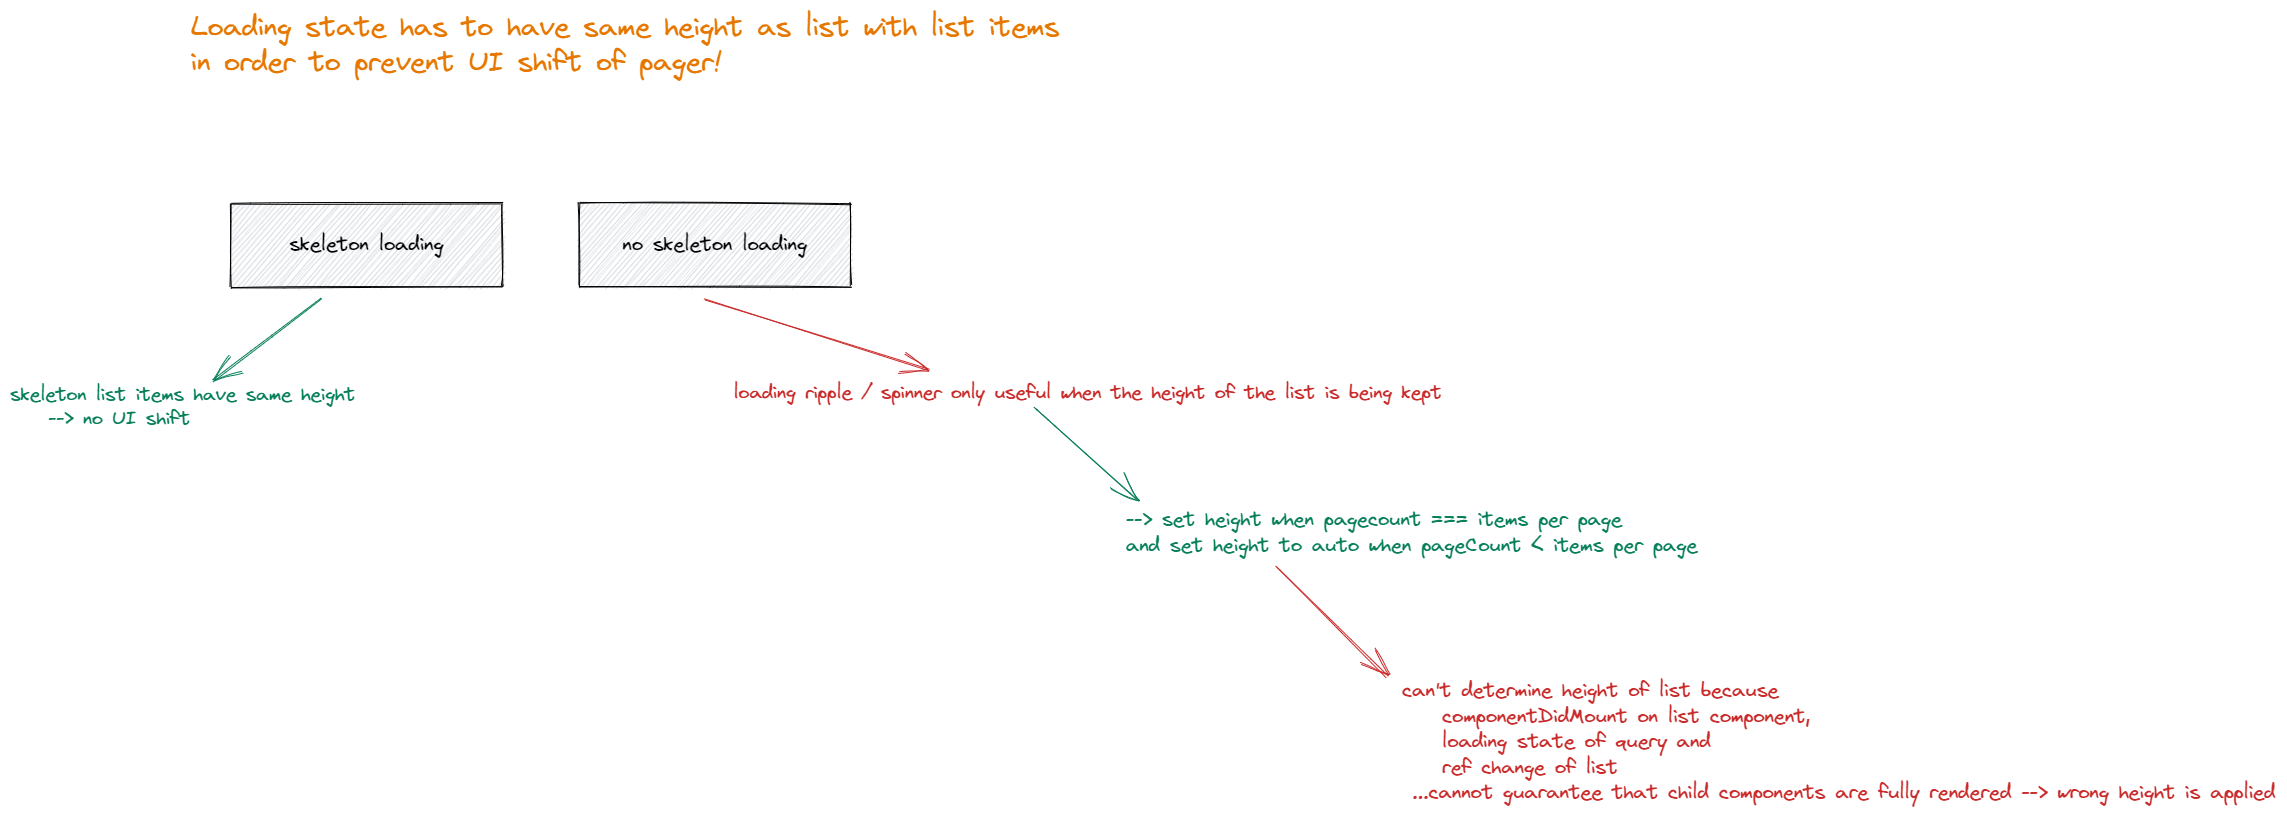 Loading state has to have same height as list with list items
in order to prevent UI shift of pager!
skeleton loading
no skeleton loading
skeleton list items have same height
--> no UI shift
loading ripple / spinner only useful when the height of the list is being kept
--> set height when pagecount === items per page
and set height to auto when pageCount < items per page
can't determine height of list because
componentDidMount on list component,
loading state of query and
ref change of list
...cannot guarantee that child components are fully rendered --> wrong height is applied